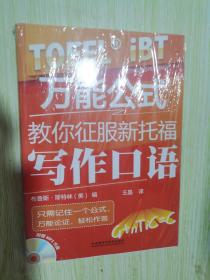 TOEFL iBT
万能公式
教你征服新托福
写作口语
布鲁斯·斯特林（美） 编
王晨 译
只需记住一个公式，
万能论证，轻松作答